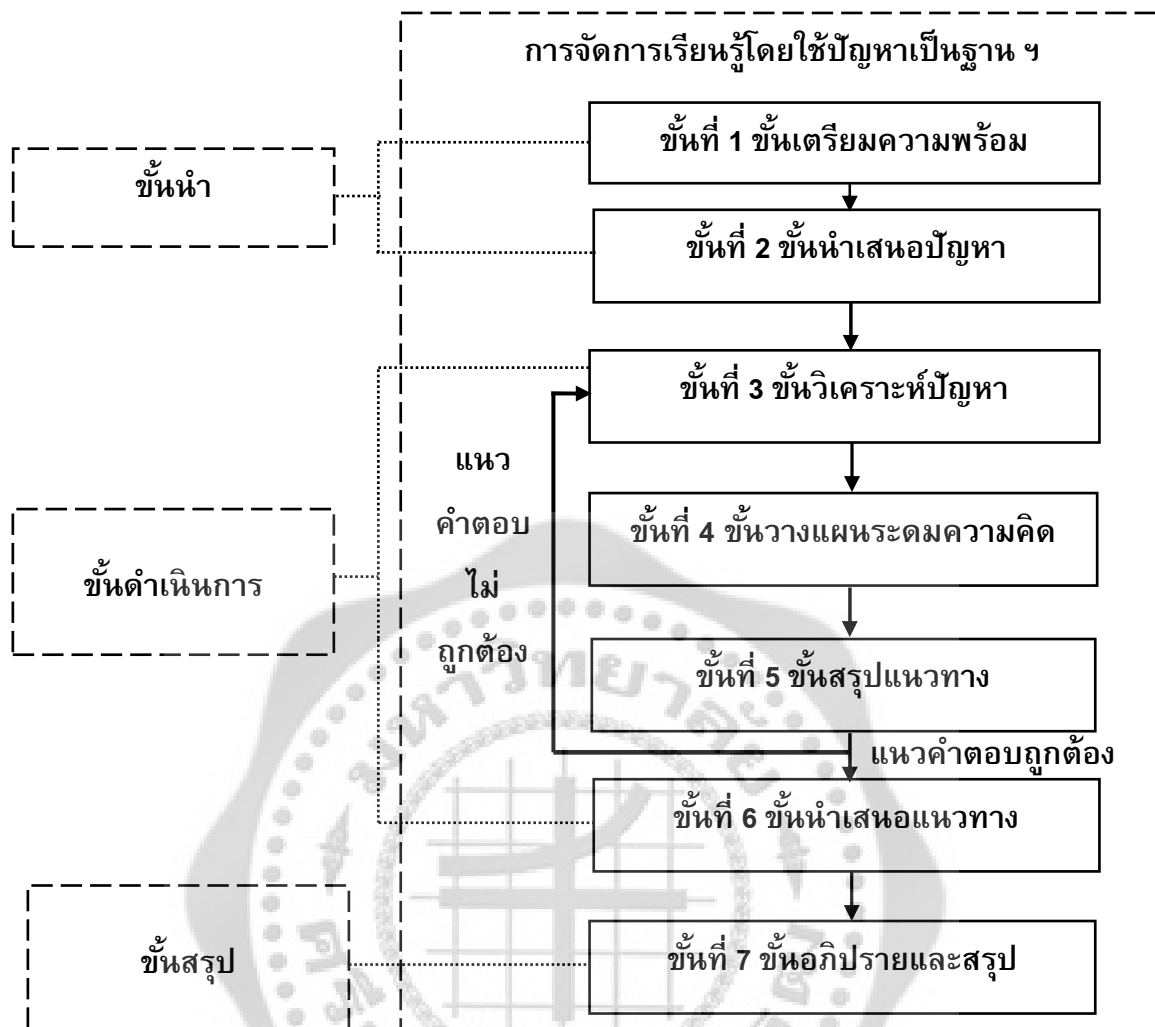 การจัดการเรียนรู้โดยใช้ปัญหาเป็นฐาน ฯ
ขั้นนำ
ขั้นที่ 1 ขั้นเตรียมความพร้อม
ขั้นที่ 2 ขั้นนำเสนอปัญหา
ขั้นดำเนินการ
ขั้นที่ 3 ขั้นวิเคราะห์ปัญหา
แนว
คำตอบ
ไม่
ถูกต้อง
ขั้นที่ 4 ขั้นวางแผนระดมความคิด
ขั้นที่ 5 ขั้นสรุปแนวทาง
แนวคำตอบถูกต้อง
ขั้นที่ 6 ขั้นนำเสนอแนวทาง
ขั้นสรุป
ขั้นที่ 7 ขั้นอภิปรายและสรุป
มหาวิทยาลัย